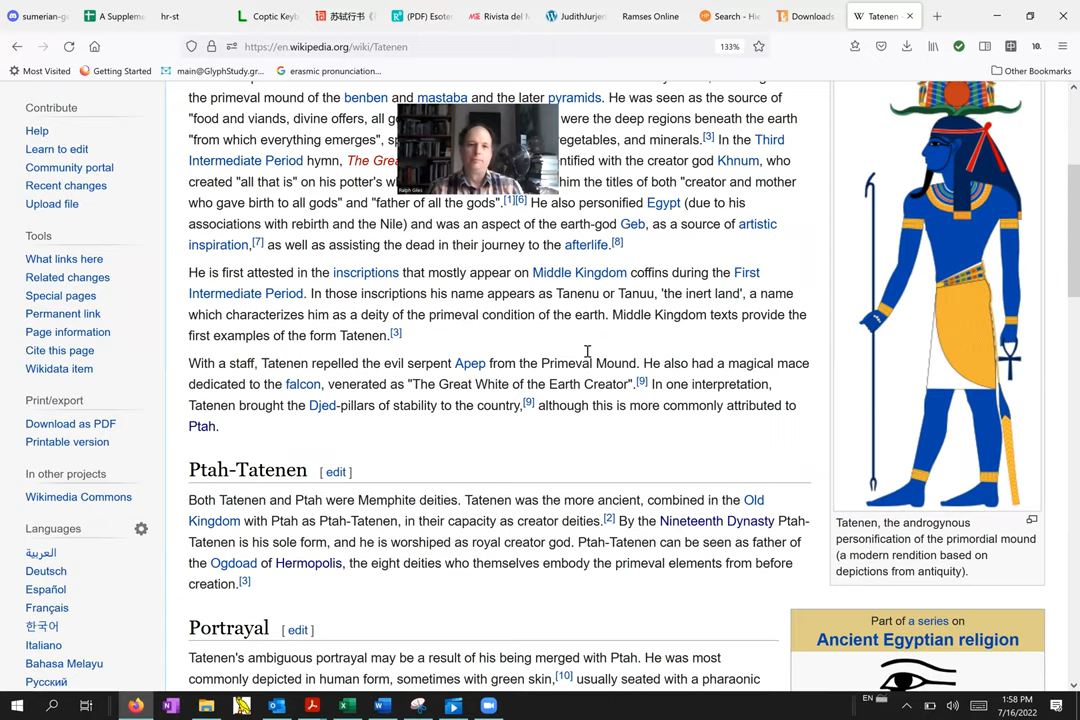 sumerian-g
A Suppleme
hr-st
Coptic Keyb
苏轼行书《
(PDF) Esoter
Rivista del N
JudithJurjen
Ramses Online
Search - Hie
Downloads
Tatenen -
https://en.wikipedia.org/wiki/Tatenen
133%
Most Visited
Getting Started
main@GlyphStudy.gr...
erasmic pronunciation...
Other Bookmarks
Contribute
Help
Learn to edit
Community portal
Recent changes
Upload file
Tools
What links here
Related changes
Special pages
Permanent link
Page information
Cite this page
Wikidata item
Print/export
Download as PDF
Printable version
In other projects
Wikimedia Commons
Languages
العربية
Deutsch
Español
Français
한국어
Italiano
Bahasa Melayu
Русский
the primeval mound of the benben and mastaba and the later pyramids. He was seen as the source of
"food and viands, divine offers, all go were the deep regions beneath the earth
"from which everything emerges", sp egetables, and minerals.[3] In the Third
Intermediate Period hymn, The Grea ntified with the creator god Khnum, who
created "all that is" on his potter's w him the titles of both "creator and mother
who gave birth to all gods" and "father of all the gods".[1][6] He also personified Egypt (due to his
associations with rebirth and the Nile) and was an aspect of the earth-god Geb, as a source of artistic
inspiration,[7] as well as assisting the dead in their journey to the afterlife.[8]
He is first attested in the inscriptions that mostly appear on Middle Kingdom coffins during the First
Intermediate Period. In those inscriptions his name appears as Tanenu or Tanuu, 'the inert land', a name
which characterizes him as a deity of the primeval condition of the earth. Middle Kingdom texts provide the
first examples of the form Tatenen.[3]
With a staff, Tatenen repelled the evil serpent Apep from the Primeval Mound. He also had a magical mace
dedicated to the falcon, venerated as "The Great White of the Earth Creator".[9] In one interpretation,
Tatenen brought the Djed-pillars of stability to the country,[9] although this is more commonly attributed to
Ptah.
Ptah-Tatenen [ edit ]
Both Tatenen and Ptah were Memphite deities. Tatenen was the more ancient, combined in the Old
Kingdom with Ptah as Ptah-Tatenen, in their capacity as creator deities.[2] By the Nineteenth Dynasty Ptah-
Tatenen is his sole form, and he is worshiped as royal creator god. Ptah-Tatenen can be seen as father of
the Ogdoad of Hermopolis, the eight deities who themselves embody the primeval elements from before
creation.[3]
Portrayal [ edit ]
Tatenen's ambiguous portrayal may be a result of his being merged with Ptah. He was most
commonly depicted in human form, sometimes with green skin,[10] usually seated with a pharaonic
Ralph Giles
Tatenen, the androgynous
personification of the primordial mound
(a modern rendition based on
depictions from antiquity).
Part of a series on
Ancient Egyptian religion
EN
1:58 PM
7/16/2022